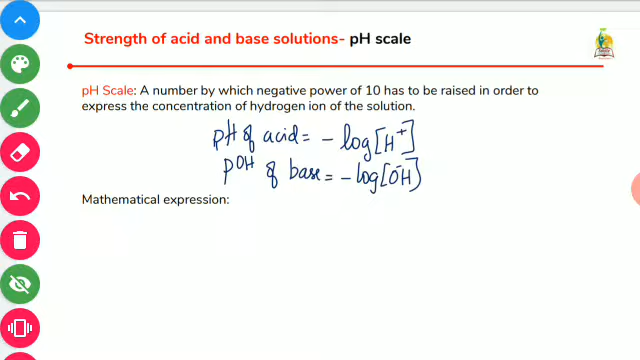 Strength of acid and base solutions- pH scale
pH Scale: A number by which negative power of 10 has to be raised in order to
express the concentration of hydrogen ion of the solution.
pH of acid = - log [H⁺]
pᴼᴴ of base = - log [O⁻H)
Mathematical expression: